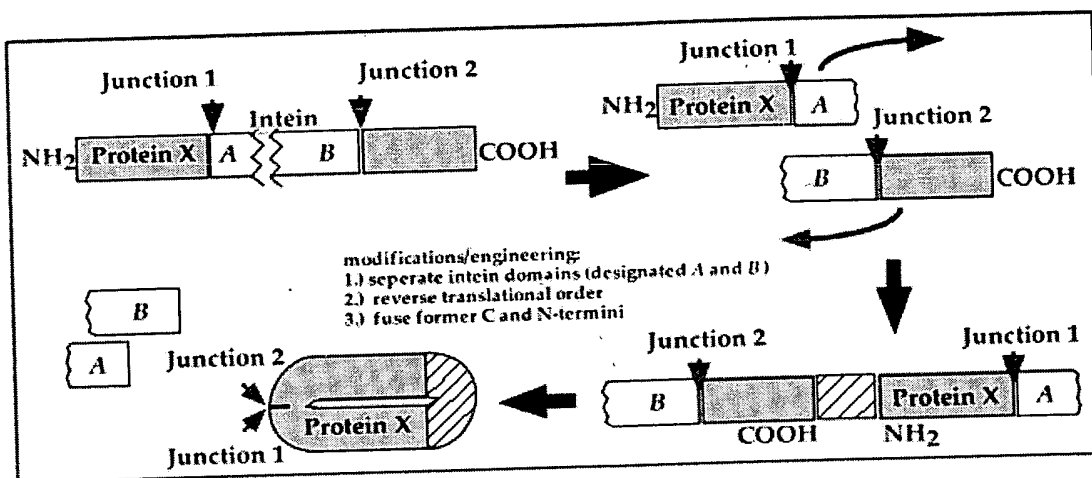 Junction 1
Junction 2
Intein
NH2
Protein X
A
B
COOH
Junction 1
NH2
Protein X
A
Junction 2
B
COOH
modifications/engineering:
1.) seperate intein domains (designated A and B)
2.) reverse translational order
3.) fuse former C and N-termini
B
A
Junction 2
Protein X
Junction 1
Junction 2
Junction 1
B
Protein X
A
COOH
NH2